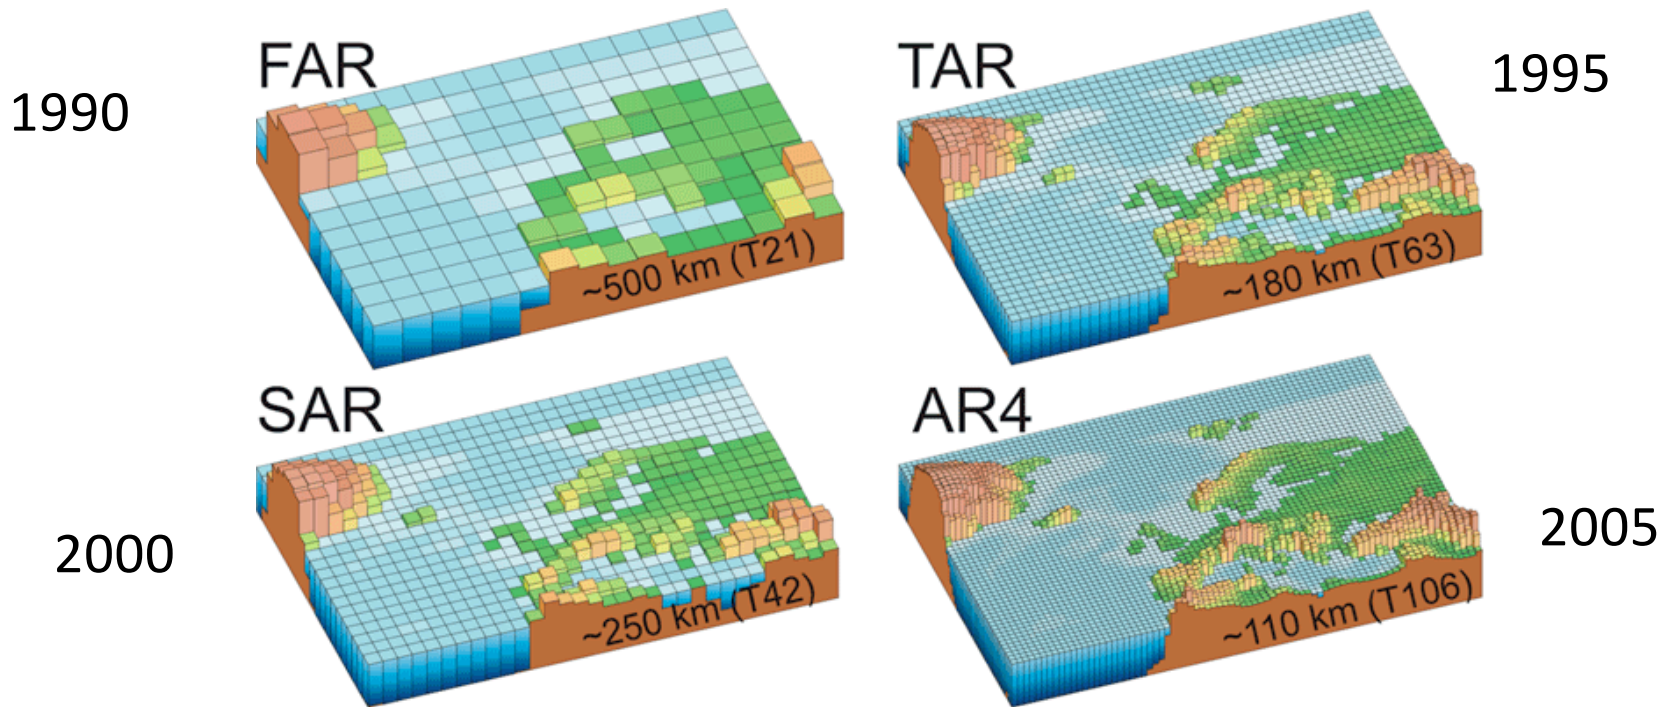 FAR
TAR
1990
1995
~500 km (T21)
~180 km (T63)
SAR
AR4
2000
2005
~250 km (T42)
~110 km (T106)